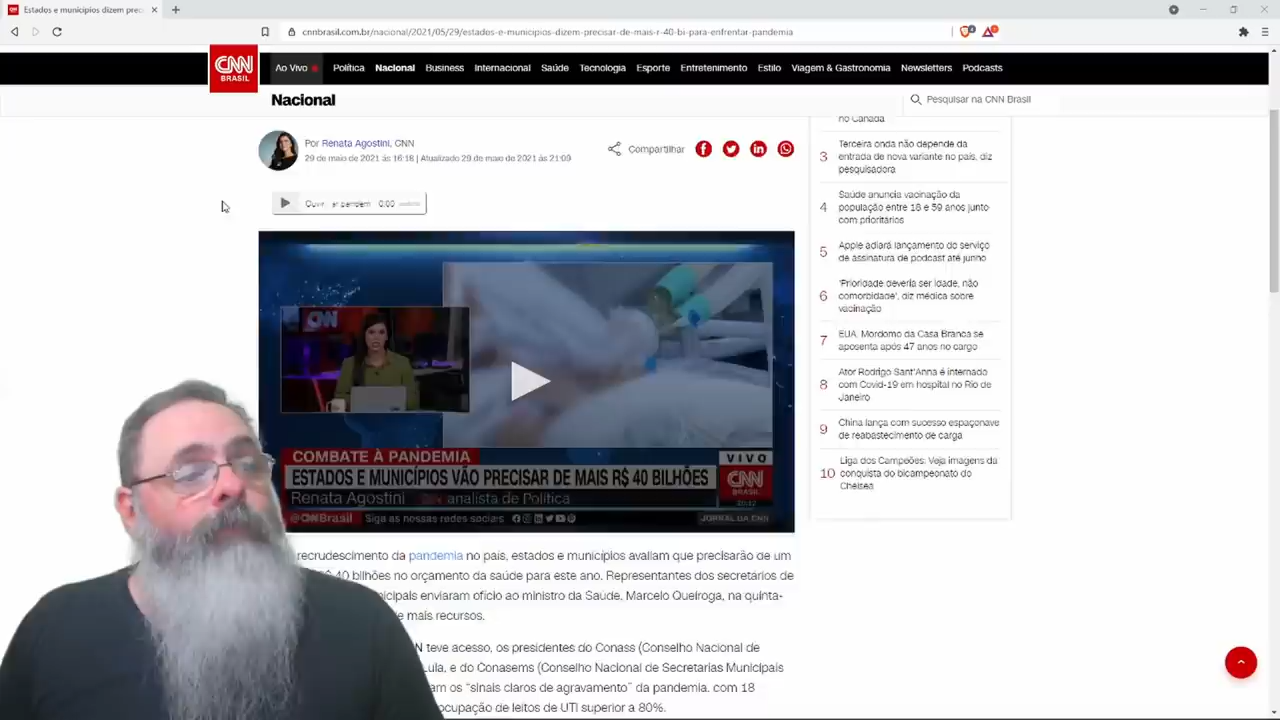 Estados e municípios dizem prec
cnnbrasil.com.br/nacional/2021/05/29/estados-e-municipios-dizem-precisar-de-mais-r-40-bi-para-enfrentar-pandemia
CNN BRASIL
Ao Vivo Política Nacional Business Internacional Saúde Tecnologia Esporte Entretenimento Estilo Viagem & Gastronomia Newsletters Podcasts
Nacional
Pesquisar na CNN Brasil
Por Renata Agostini, CNN
29 de maio de 2021 às 16:18 | Atualizado 29 de maio de 2021 às 21:09
Compartilhar
0:00
COMBATE À PANDEMIA
ESTADOS E MUNICÍPIOS VÃO PRECISAR DE MAIS R$ 40 BILHÕES
Renata Agostini CNN analista de Política
@CNNBrasil Siga as nossas redes sociais
VIVO
CNN
BRASIL
JORNAL DA CNN
recrudescimento da pandemia no país, estados e municípios avaliam que precisarão de um
40 bilhões no orçamento da saúde para este ano. Representantes dos secretários de
enviaram ofício ao ministro da Saúde, Marcelo Queiroga, na quinta-
mais recursos.
teve acesso, os presidentes do Conass (Conselho Nacional de
e do Conasems (Conselho Nacional de Secretarias Municipais
os “sinais claros de agravamento” da pandemia, com 18
ocupação de leitos de UTI superior a 80%.
no Canadá
3 Terceira onda não depende da
entrada de nova variante no país, diz
pesquisadora
4 Saúde anuncia vacinação da
população entre 18 e 59 anos junto
com prioritários
5 Apple adiará lançamento do serviço
de assinatura de podcast até junho
6 'Prioridade deveria ser idade, não
comorbidade', diz médica sobre
vacinação
7 EUA: Mordomo da Casa Branca se
aposenta após 47 anos no cargo
8 Ator Rodrigo Sant'Anna é internado
com Covid-19 em hospital no Rio de
Janeiro
9 China lança com sucesso espaçonave
de reabastecimento de carga
10 Liga dos Campeões: Veja imagens da
conquista do bicampeonato do
Chelsea